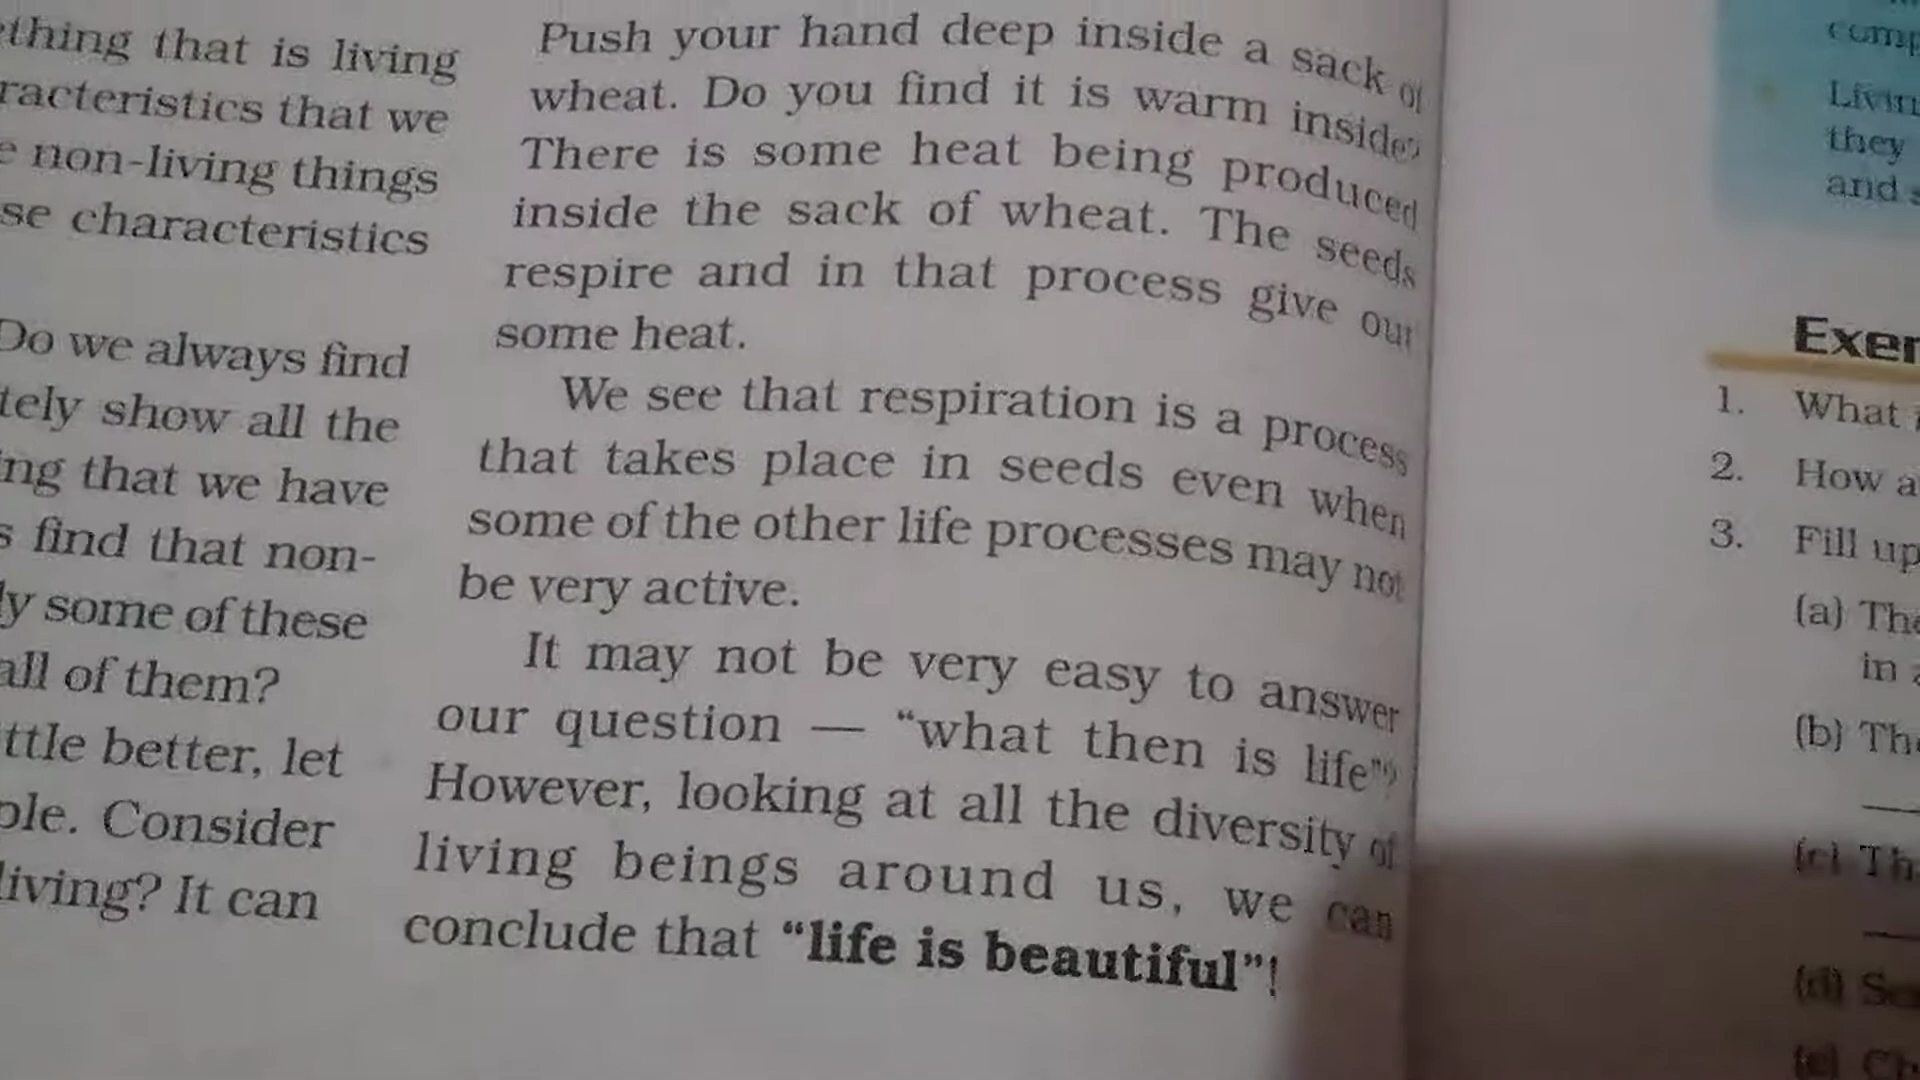 thing that is living
racteristics that we
non-living things
se characteristics
Do we always find
tely show all the
ing that we have
find that non-
ly some of these
all of them?
ttle better, let
ple. Consider
living? It can
Push your hand deep inside a sack of
wheat. Do you find it is warm inside?
There is some heat being produced
inside the sack of wheat. The seeds
respire and in that process give out
some heat.
We see that respiration is a process
that takes place in seeds even when
some of the other life processes may not
be very active.
It may not be very easy to answer
our question — “what then is life”?
However, looking at all the diversity of
living beings around us, we can
conclude that “life is beautiful”!
comp
Livin
they
and s
Exer
1. What
2. How a
3. Fill up
(a) The
in a
(b) The
(c) Th
(d) See
(e) Ch